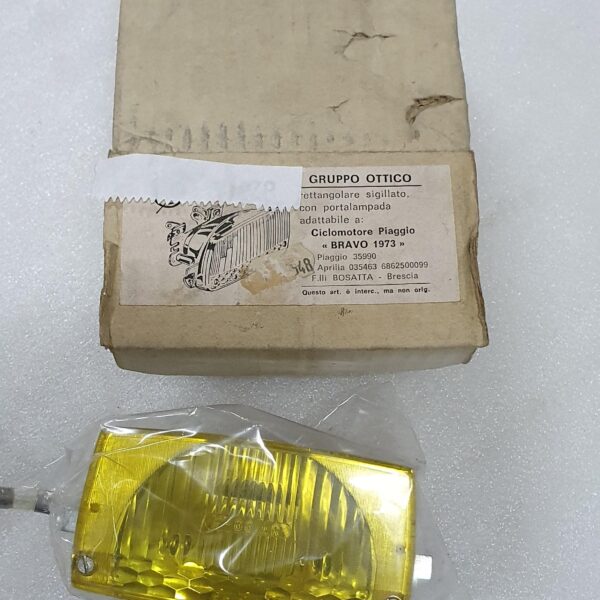 GRUPPO OTTICO
rettangolare sigillato,
con portalampada
adattabile a:
Ciclomotore Piaggio
« BRAVO 1973 »
Piaggio 35990
Aprilia 035463 6862500099
F.lli BOSATTA - Brescia
Questo art. è interc., ma non orig.